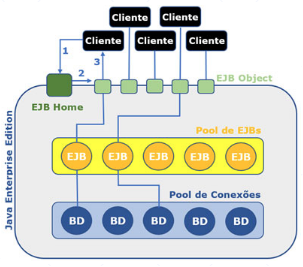 Cliente
Cliente
Cliente
Cliente
Cliente
1
2
3
EJB Object
EJB Home
Pool de EJBs
EJB
EJB
EJB
EJB
EJB
Pool de Conexões
BD
BD
BD
BD
BD
Java Enterprise Edition